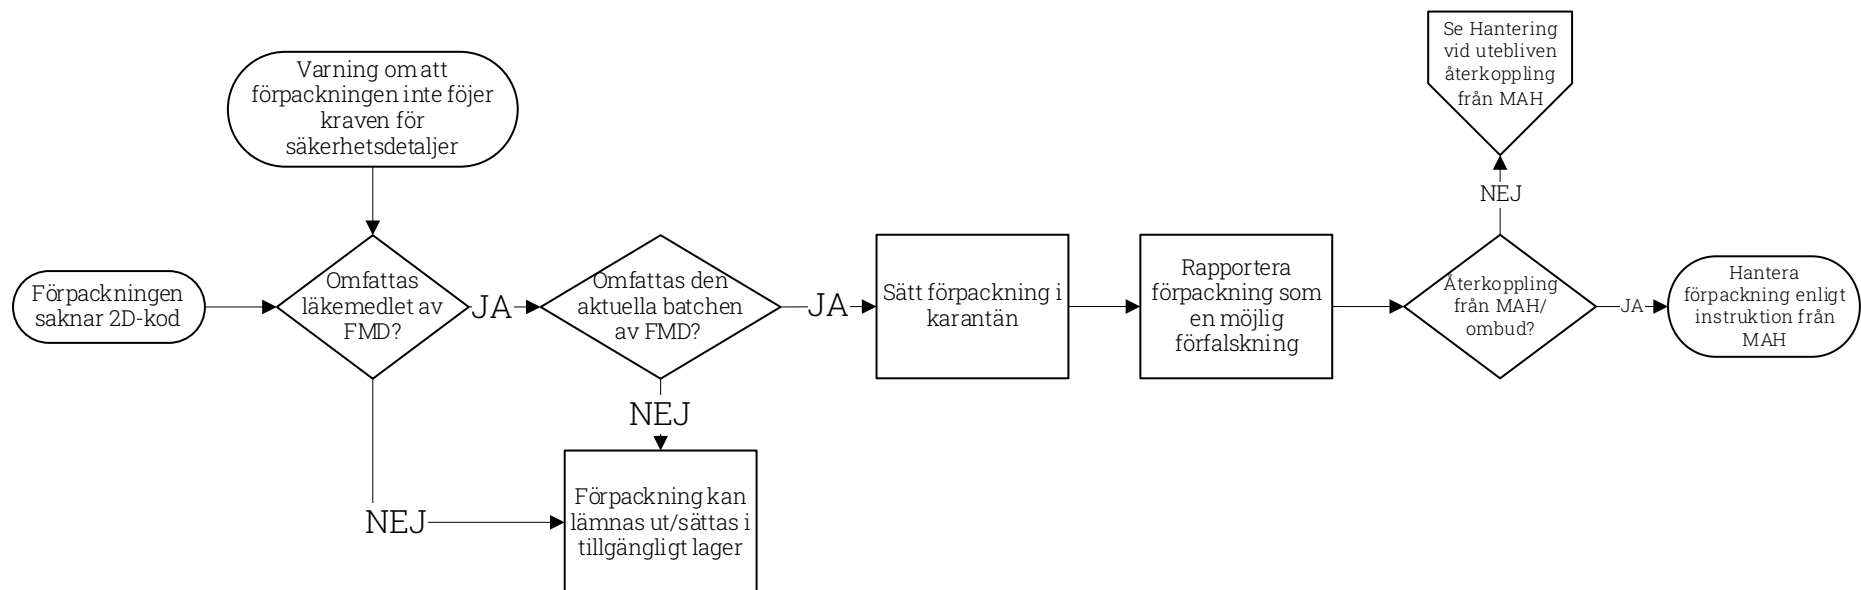 Varning om att
förpackningen inte föjer
kraven för
säkerhetsdetaljer
Förpackningen
saknar 2D-kod
Omfattas
läkemedlet av
FMD?
JA
Omfattas den
aktuella batchen
av FMD?
JA
Sätt förpackning i
karantän
Rapportera
förpackning som
en möjlig
förfalskning
Återkoppling
från MAH/
ombud?
NEJ
Se Hantering
vid utebliven
återkoppling
från MAH
JA
Hantera
förpackning enligt
instruktion från
MAH
NEJ
NEJ
Förpackning kan
lämnas ut/sättas i
tillgängligt lager